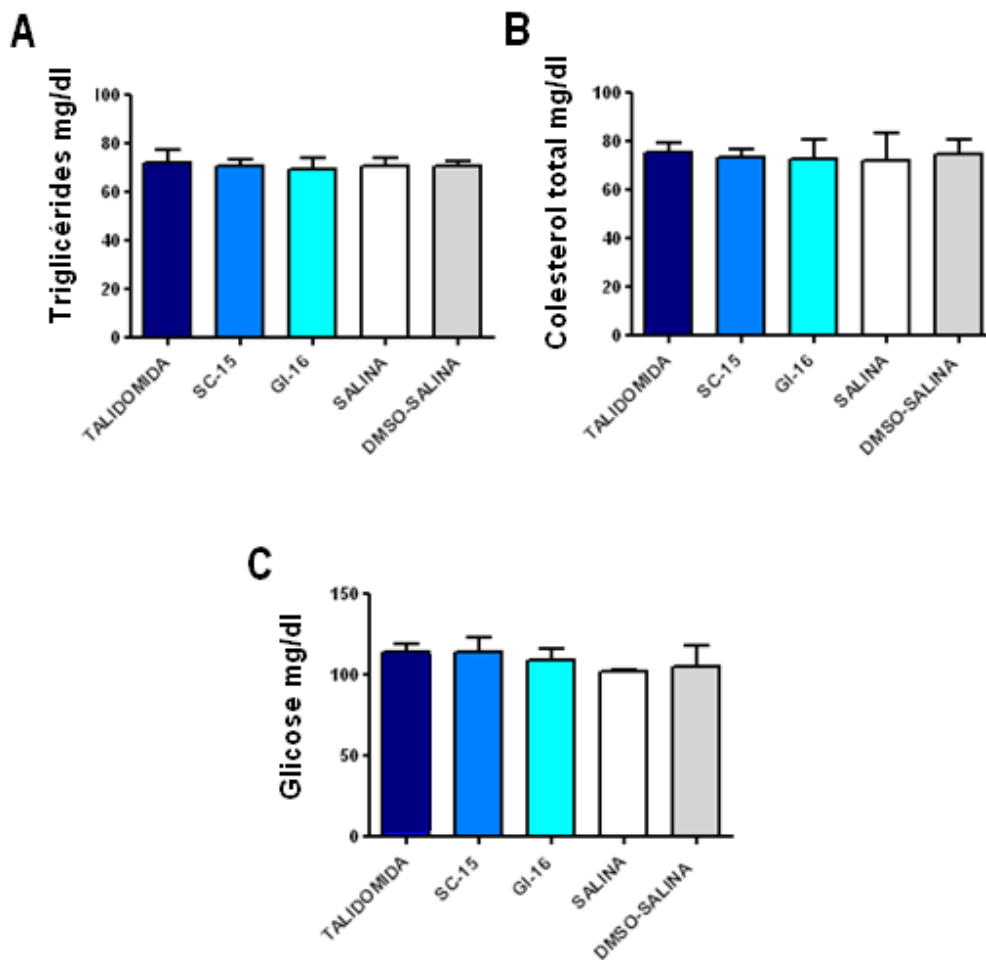 A
Triglicérides mg/dl
100
80
60
40
20
0
TALIDOMIDA
SC-15
GI-16
SALINA
DMSO-SALINA
B
Colesterol total mg/dl
100
80
60
40
20
0
TALIDOMIDA
SC-15
GI-16
SALINA
DMSO-SALINA
C
Glicose mg/dl
150
100
50
0
TALIDOMIDA
SC-15
GI-16
SALINA
DMSO-SALINA